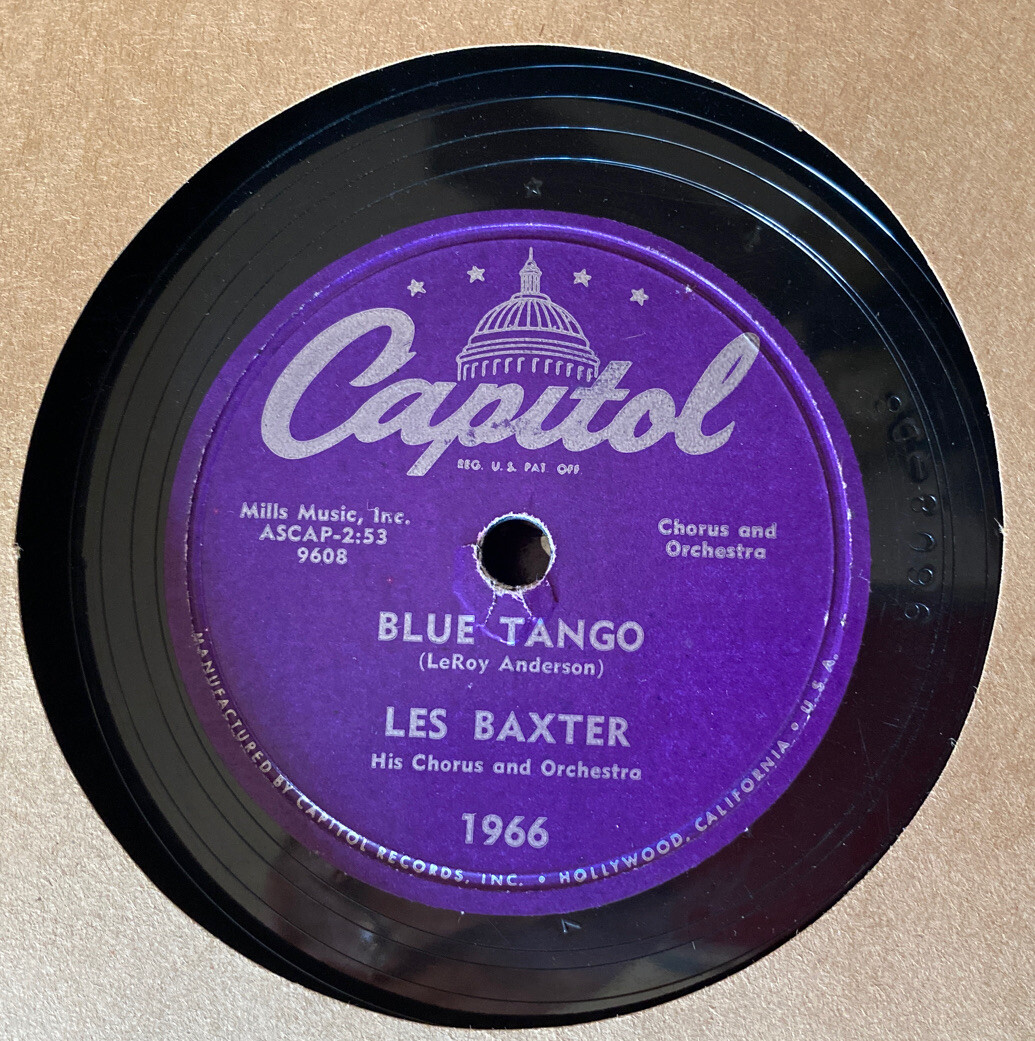 Capitol
REG. U.S. PAT. OFF.
Mills Music, Inc.
ASCAP-2:53
9608
Chorus and
Orchestra
BLUE TANGO
(LeRoy Anderson)
LES BAXTER
His Chorus and Orchestra
1966
MANUFACTURED BY CAPITOL RECORDS, INC. • HOLLYWOOD, CALIFORNIA • U.S.A.